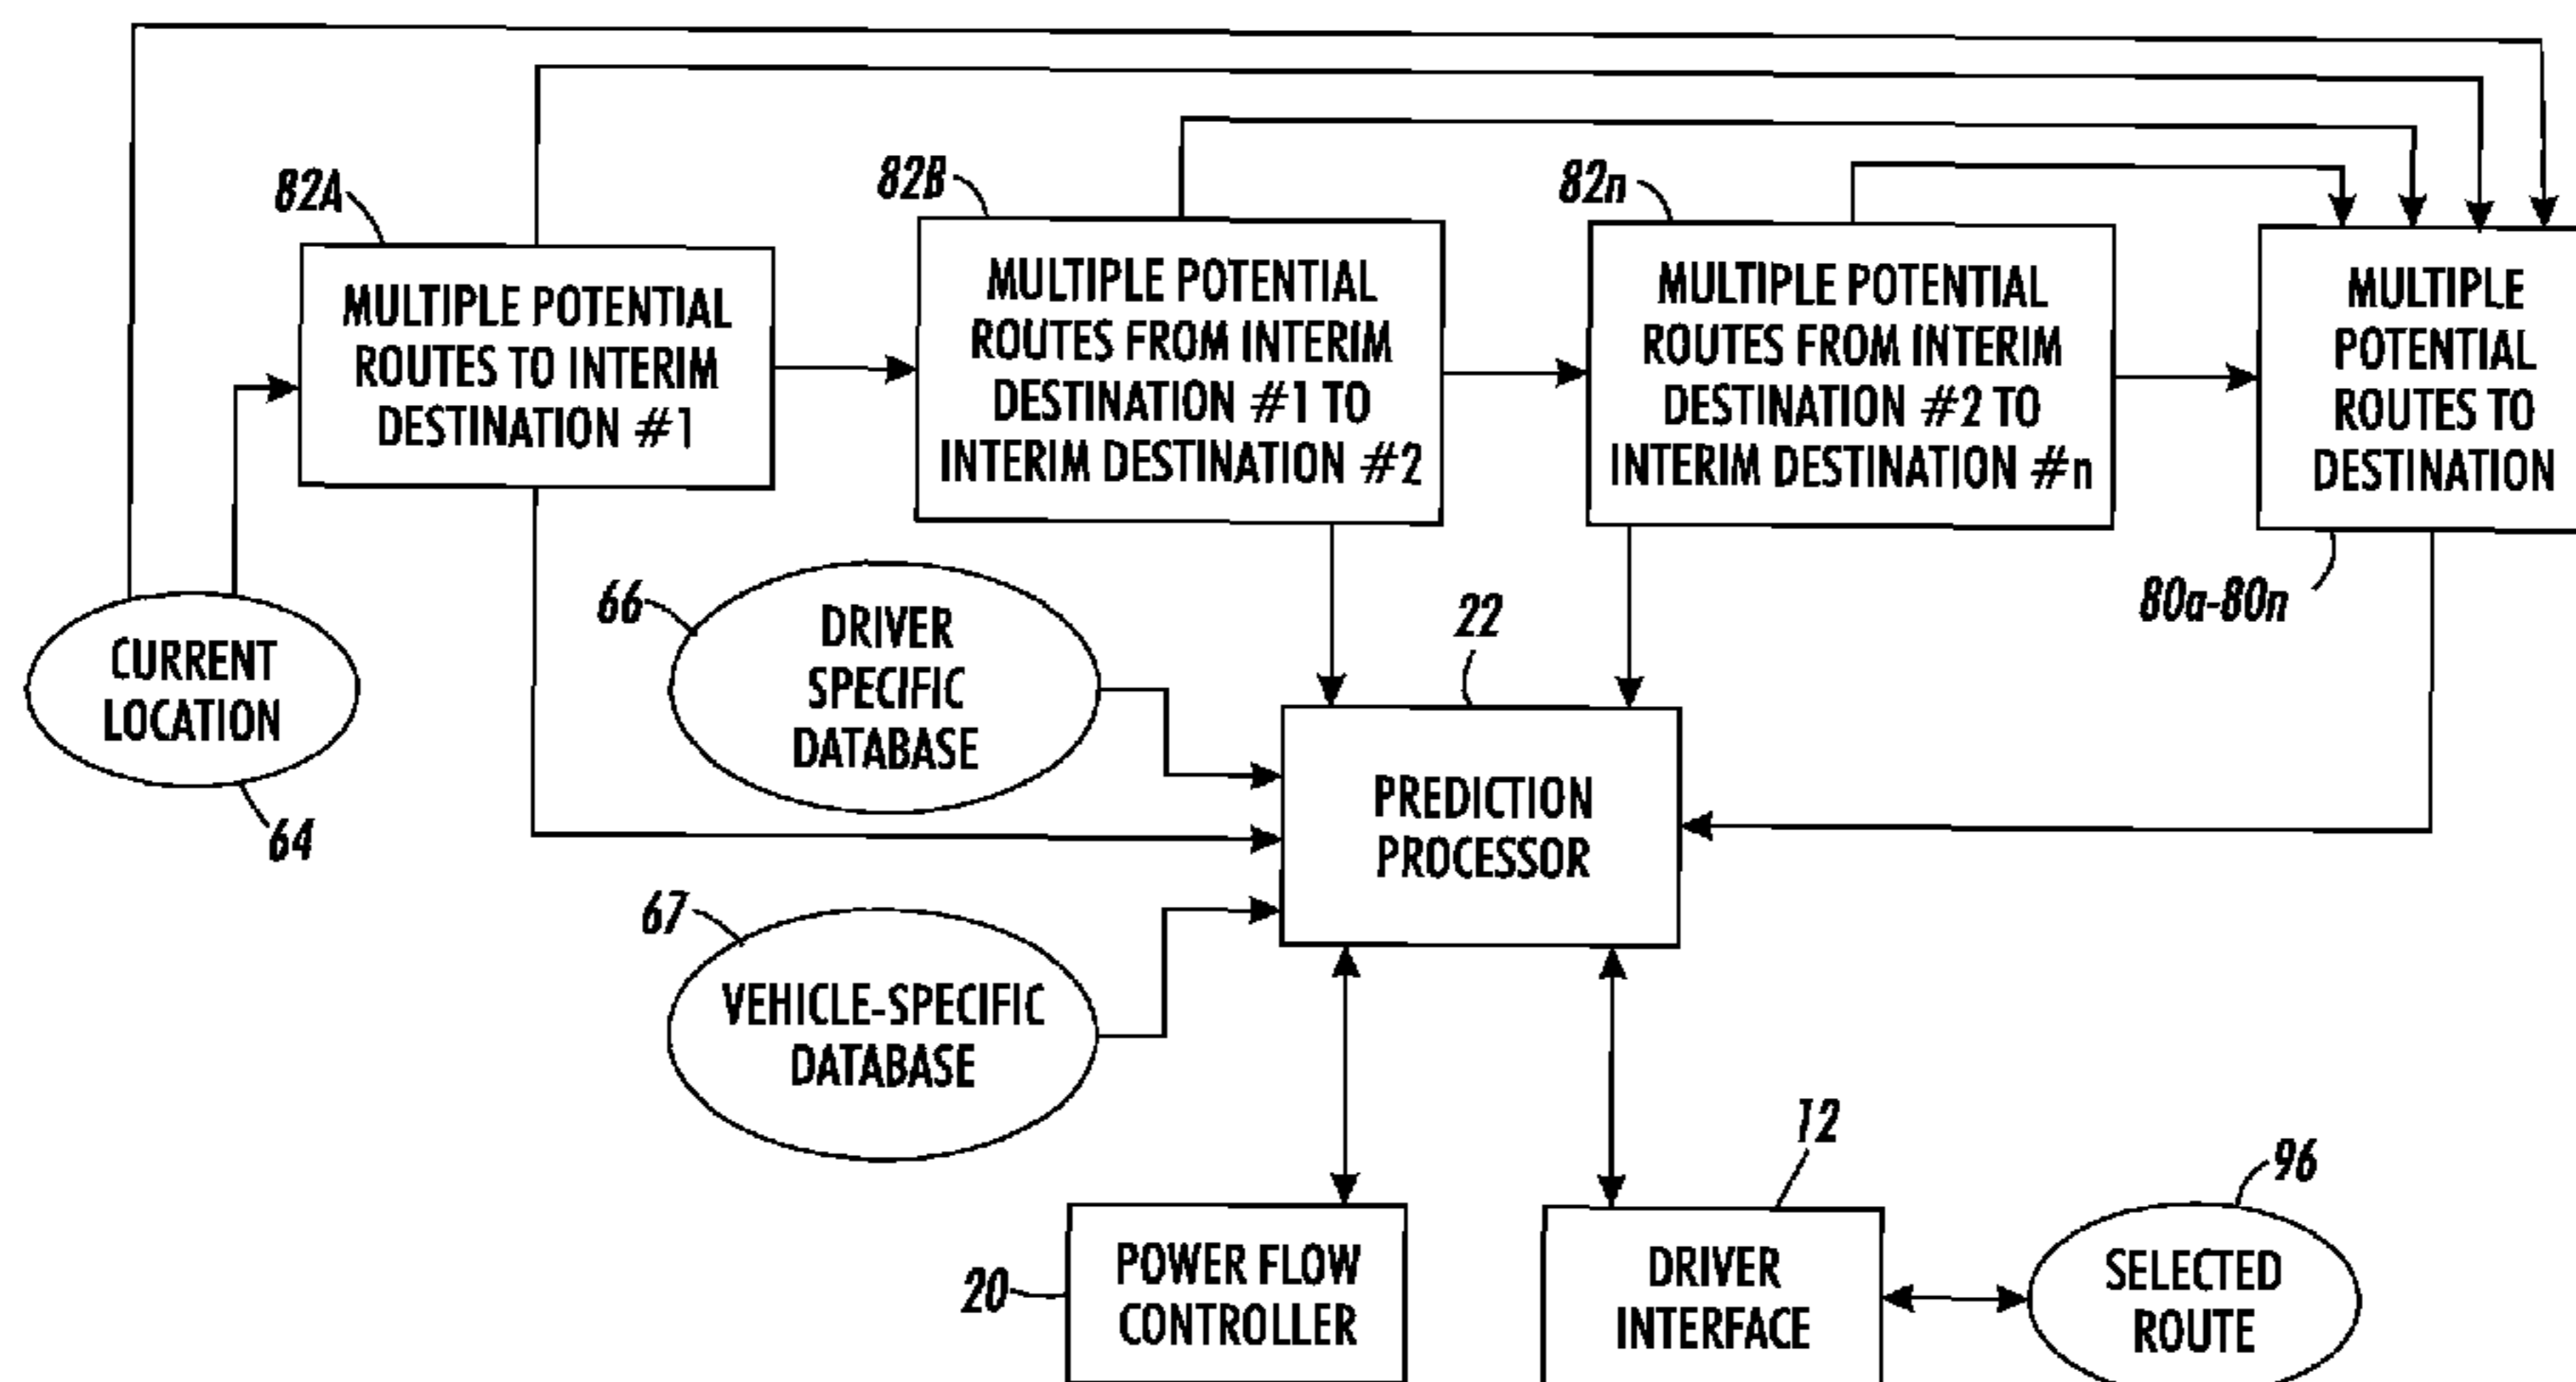 82A
82B
82n
MULTIPLE POTENTIAL
ROUTES TO INTERIM
DESTINATION #1
MULTIPLE POTENTIAL
ROUTES FROM INTERIM
DESTINATION #1 TO
INTERIM DESTINATION #2
MULTIPLE POTENTIAL
ROUTES FROM INTERIM
DESTINATION #2 TO
INTERIM DESTINATION #n
MULTIPLE
POTENTIAL
ROUTES TO
DESTINATION
80a-80n
CURRENT
LOCATION
64
66
DRIVER
SPECIFIC
DATABASE
22
PREDICTION
PROCESSOR
67
VEHICLE-SPECIFIC
DATABASE
20
POWER FLOW
CONTROLLER
12
DRIVER
INTERFACE
96
SELECTED
ROUTE